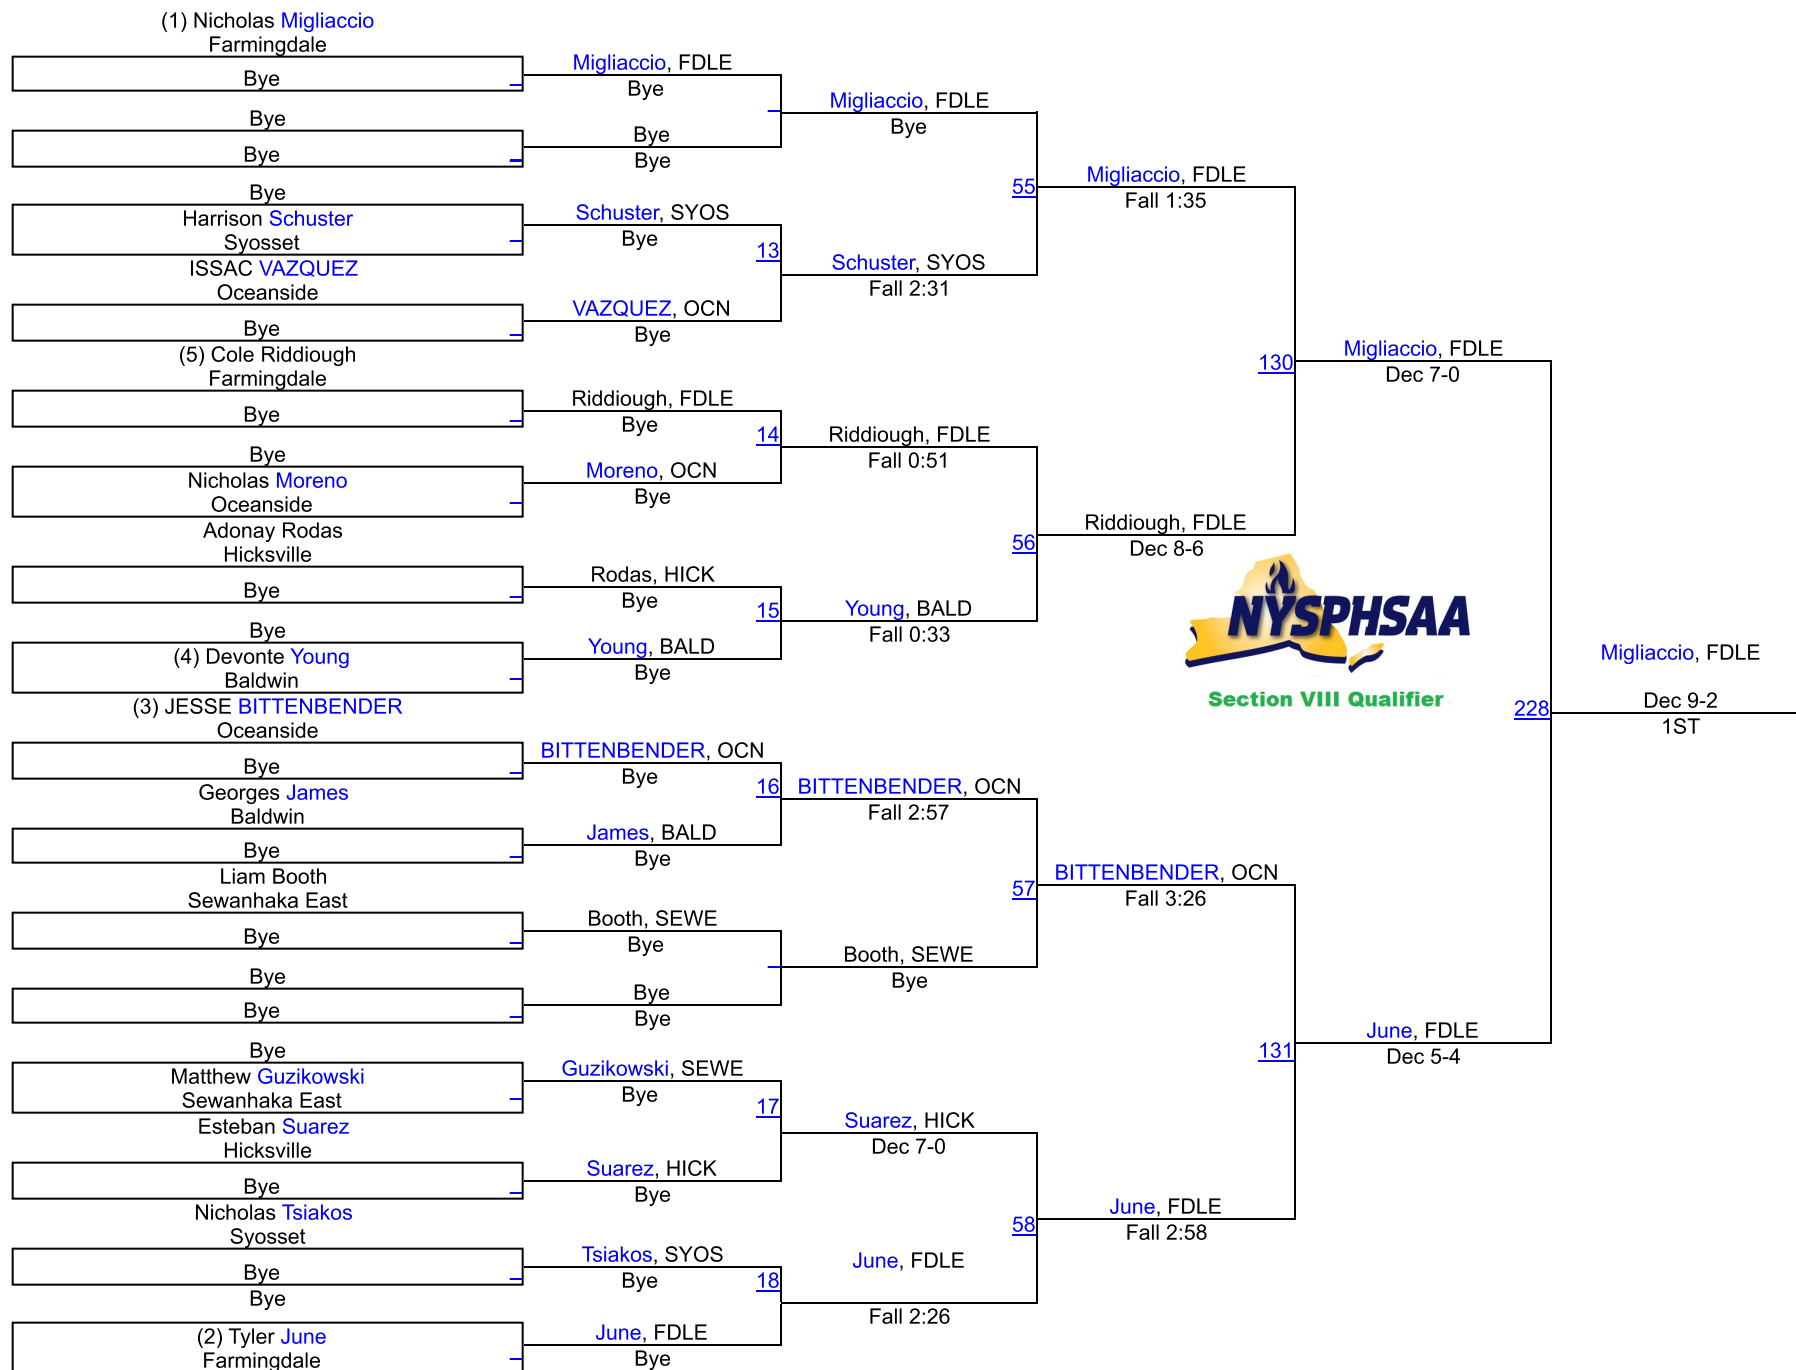 (1) Nicholas Migliaccio
Farmingdale
Bye
Bye
Bye
Bye
Harrison Schuster
Syosset
ISSAC VAZQUEZ
Oceanside
Bye
(5) Cole Riddiough
Farmingdale
Bye
Bye
Nicholas Moreno
Oceanside
Adonay Rodas
Hicksville
Bye
Bye
(4) Devonte Young
Baldwin
(3) JESSE BITTENBENDER
Oceanside
Bye
Georges James
Baldwin
Bye
Liam Booth
Sewanhaka East
Bye
Bye
Bye
Bye
Matthew Guzikowski
Sewanhaka East
Esteban Suarez
Hicksville
Bye
Nicholas Tsiakos
Syosset
Bye
Bye
(2) Tyler June
Farmingdale
Migliaccio, FDLE
Bye
Bye
Bye
Schuster, SYOS
Bye
13
VAZQUEZ, OCN
Bye
Riddiough, FDLE
Bye
14
Moreno, OCN
Bye
Rodas, HICK
Bye
15
Young, BALD
Bye
BITTENBENDER, OCN
Bye
16
James, BALD
Bye
Booth, SEWE
Bye
Bye
Bye
Guzikowski, SEWE
Bye
17
Suarez, HICK
Bye
Tsiakos, SYOS
Bye
18
June, FDLE
Bye
Migliaccio, FDLE
Bye
55
Schuster, SYOS
Fall 2:31
Riddiough, FDLE
Fall 0:51
56
Young, BALD
Fall 0:33
BITTENBENDER, OCN
Fall 2:57
57
Booth, SEWE
Bye
Suarez, HICK
Dec 7-0
58
June, FDLE
Fall 2:26
Migliaccio, FDLE
Fall 1:35
130
Riddiough, FDLE
Dec 8-6
NYSPHSAA
Section VIII Qualifier
BITTENBENDER, OCN
Fall 3:26
131
June, FDLE
Fall 2:58
Migliaccio, FDLE
Dec 7-0
228
June, FDLE
Dec 5-4
Migliaccio, FDLE
Dec 9-2
1ST